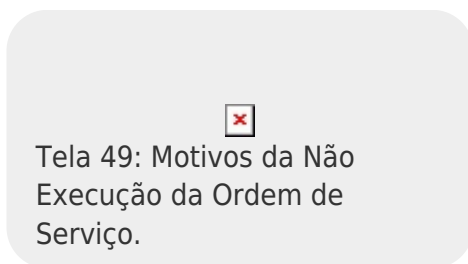 Tela 49: Motivos da Não
Execução da Ordem de
Serviço.